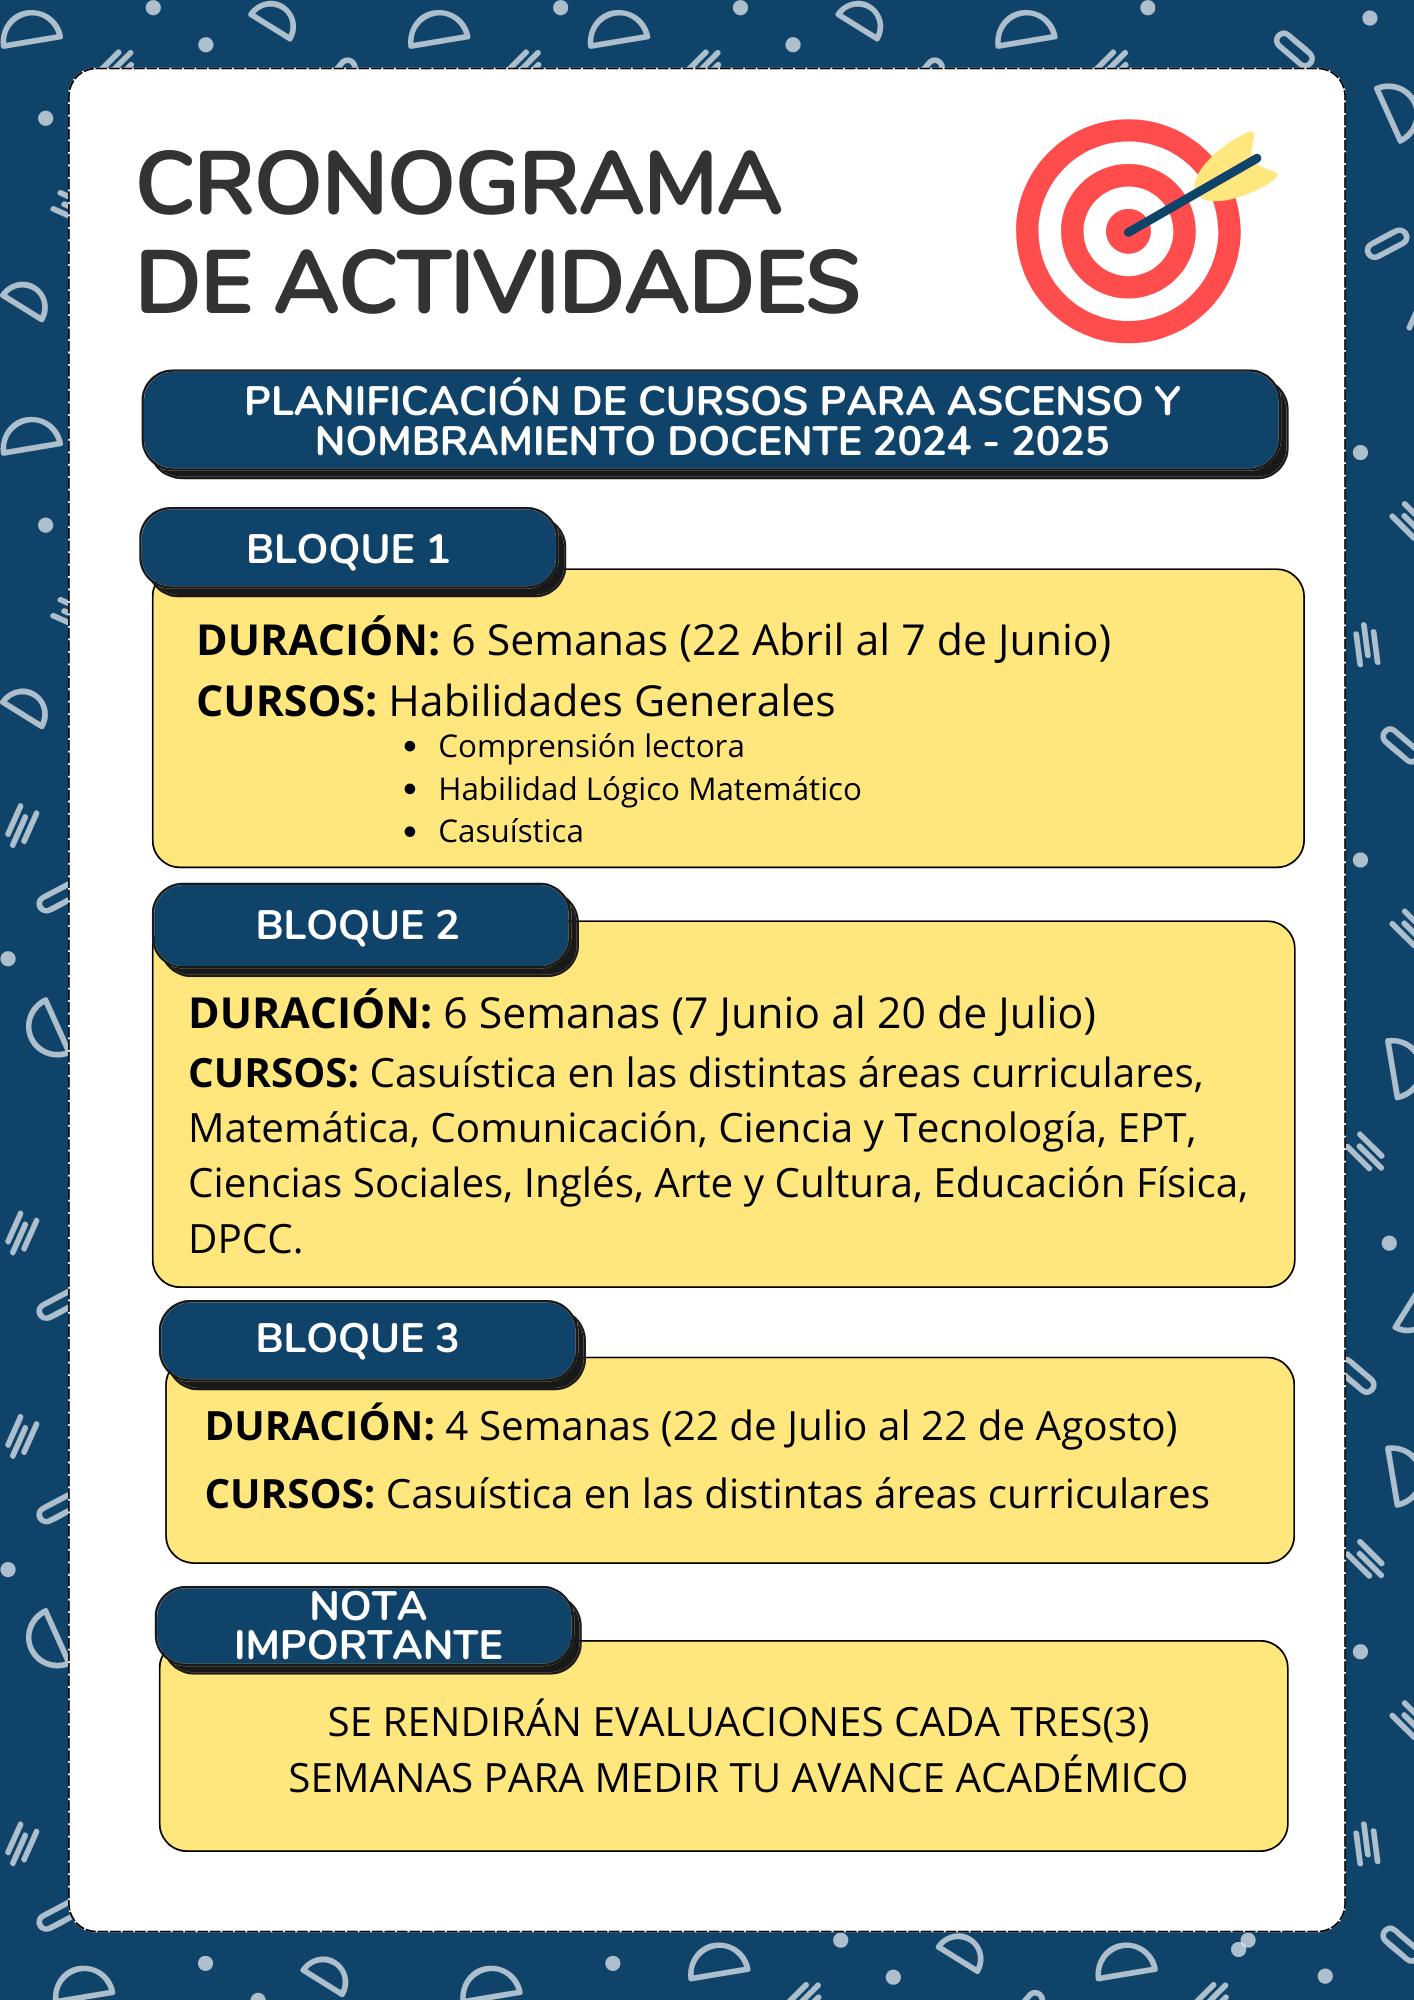 CRONOGRAMA
DE ACTIVIDADES
PLANIFICACIÓN DE CURSOS PARA ASCENSO Y
NOMBRAMIENTO DOCENTE 2024 - 2025
BLOQUE 1
DURACIÓN: 6 Semanas (22 Abril al 7 de Junio)
CURSOS: Habilidades Generales
• Comprensión lectora
• Habilidad Lógico Matemático
• Casuística
BLOQUE 2
DURACIÓN: 6 Semanas (7 Junio al 20 de Julio)
CURSOS: Casuística en las distintas áreas curriculares,
Matemática, Comunicación, Ciencia y Tecnología, EPT,
Ciencias Sociales, Inglés, Arte y Cultura, Educación Física,
DPCC.
BLOQUE 3
DURACIÓN: 4 Semanas (22 de Julio al 22 de Agosto)
CURSOS: Casuística en las distintas áreas curriculares
NOTA
IMPORTANTE
SE RENDIRÁN EVALUACIONES CADA TRES(3)
SEMANAS PARA MEDIR TU AVANCE ACADÉMICO